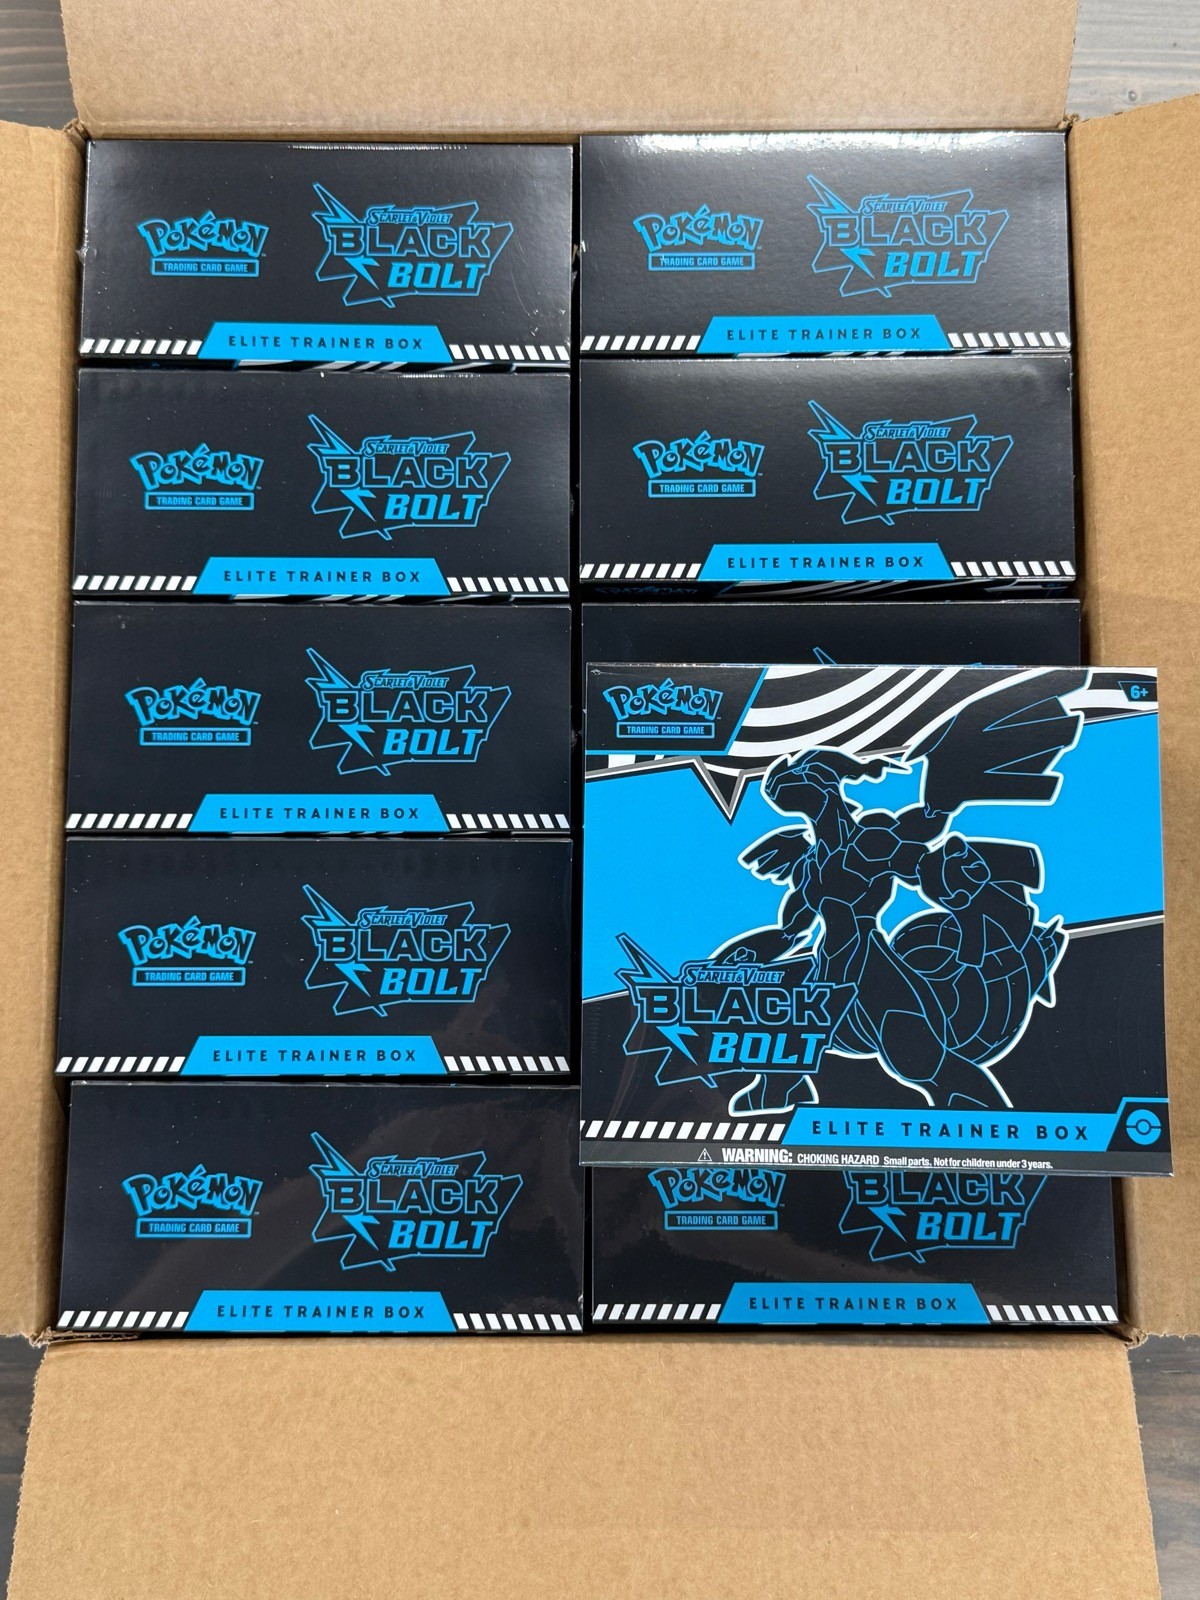 Pokémon
TRADING CARD GAME
SCARLET & VIOLET
BLACK
BOLT
ELITE TRAINER BOX
Pokémon
TRADING CARD GAME
SCARLET & VIOLET
BLACK
BOLT
ELITE TRAINER BOX
Pokémon
TRADING CARD GAME
SCARLET & VIOLET
BLACK
BOLT
ELITE TRAINER BOX
Pokémon
TRADING CARD GAME
SCARLET & VIOLET
BLACK
BOLT
ELITE TRAINER BOX
Pokémon
TRADING CARD GAME
SCARLET & VIOLET
BLACK
BOLT
ELITE TRAINER BOX
Pokémon
TRADING CARD GAME
SCARLET & VIOLET
BLACK
BOLT
ELITE TRAINER BOX
Pokémon
TRADING CARD GAME
SCARLET & VIOLET
BLACK
BOLT
ELITE TRAINER BOX
Pokémon
TRADING CARD GAME
6+
SCARLET & VIOLET
BLACK
BOLT
ELITE TRAINER BOX
WARNING: CHOKING HAZARD Small parts. Not for children under 3 years.
Pokémon
TRADING CARD GAME
BLACK
BOLT
ELITE TRAINER BOX